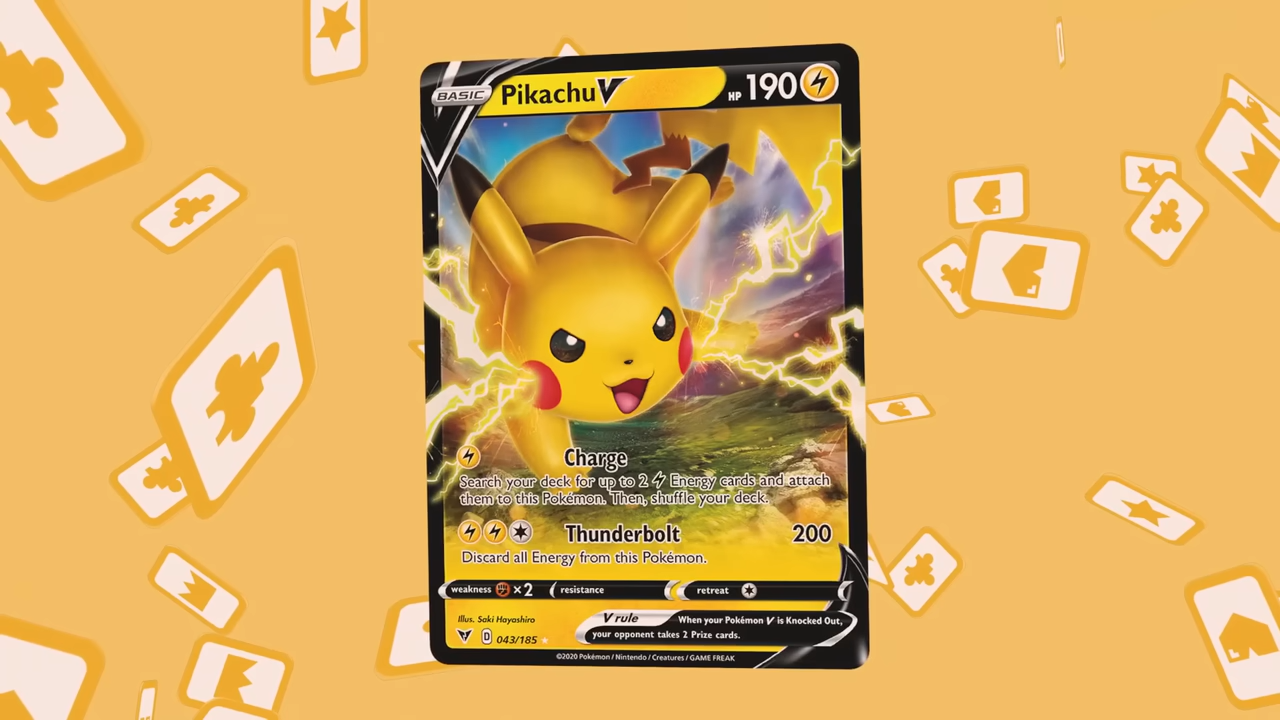 BASIC Pikachu V HP 190
Charge
Search your deck for up to 2 Energy cards and attach
them to this Pokémon. Then, shuffle your deck.
Thunderbolt 200
Discard all Energy from this Pokémon.
weakness ×2 resistance retreat
Illus. Saki Hayashiro
D 043/185
V rule When your Pokémon V is Knocked Out,
your opponent takes 2 Prize cards.
©2020 Pokémon / Nintendo / Creatures / GAME FREAK